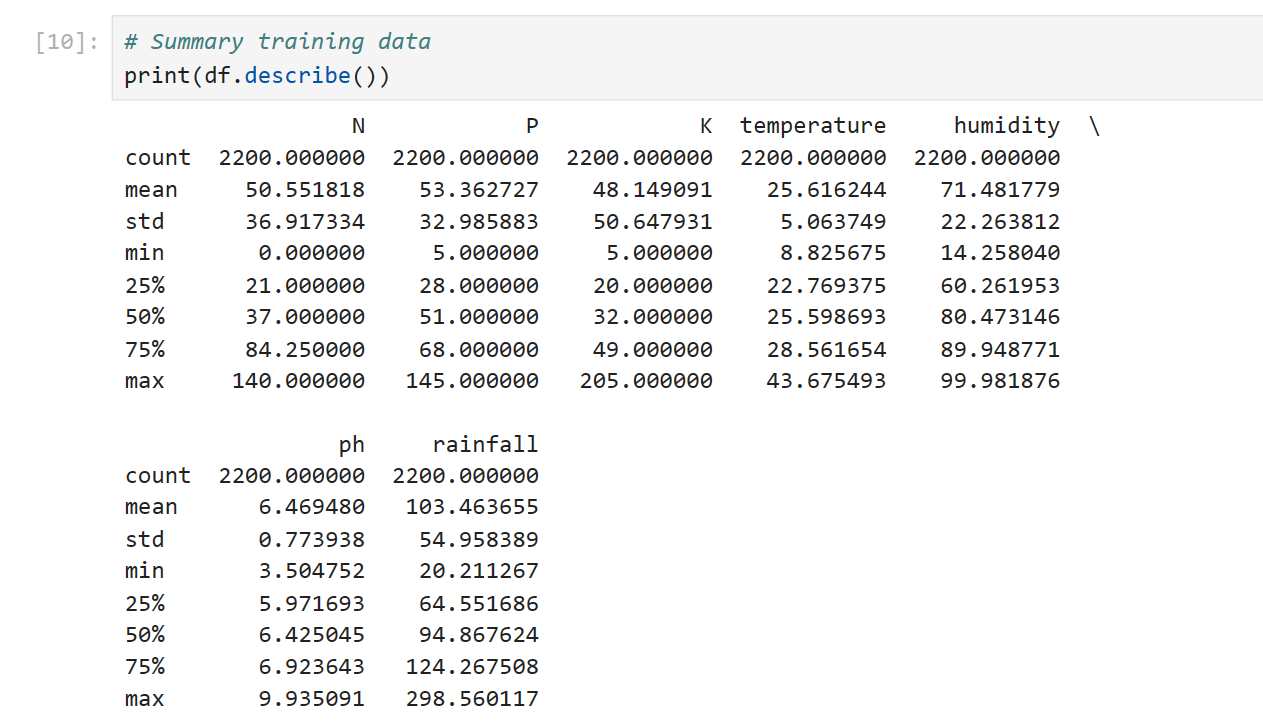 [10]: # Summary training data
print(df.describe())
N P K temperature humidity \
count 2200.000000 2200.000000 2200.000000 2200.000000 2200.000000
mean 50.551818 53.362727 48.149091 25.616244 71.481779
std 36.917334 32.985883 50.647931 5.063749 22.263812
min 0.000000 5.000000 5.000000 8.825675 14.258040
25% 21.000000 28.000000 20.000000 22.769375 60.261953
50% 37.000000 51.000000 32.000000 25.598693 80.473146
75% 84.250000 68.000000 49.000000 28.561654 89.948771
max 140.000000 145.000000 205.000000 43.675493 99.981876
ph rainfall
count 2200.000000 2200.000000
mean 6.469480 103.463655
std 0.773938 54.958389
min 3.504752 20.211267
25% 5.971693 64.551686
50% 6.425045 94.867624
75% 6.923643 124.267508
max 9.935091 298.560117